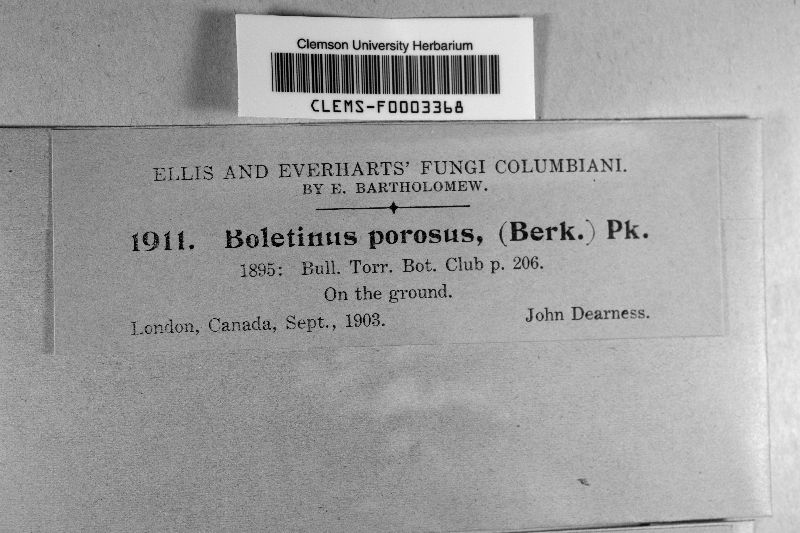 Clemson University Herbarium
CLEMS-F0003368
ELLIS AND EVERHARTS' FUNGI COLUMBIANI.
BY E. BARTHOLOMEW.
1911. Boletinus porosus, (Berk.) Pk.
1895: Bull. Torr. Bot. Club p. 206.
On the ground.
London, Canada, Sept., 1903. John Dearness.